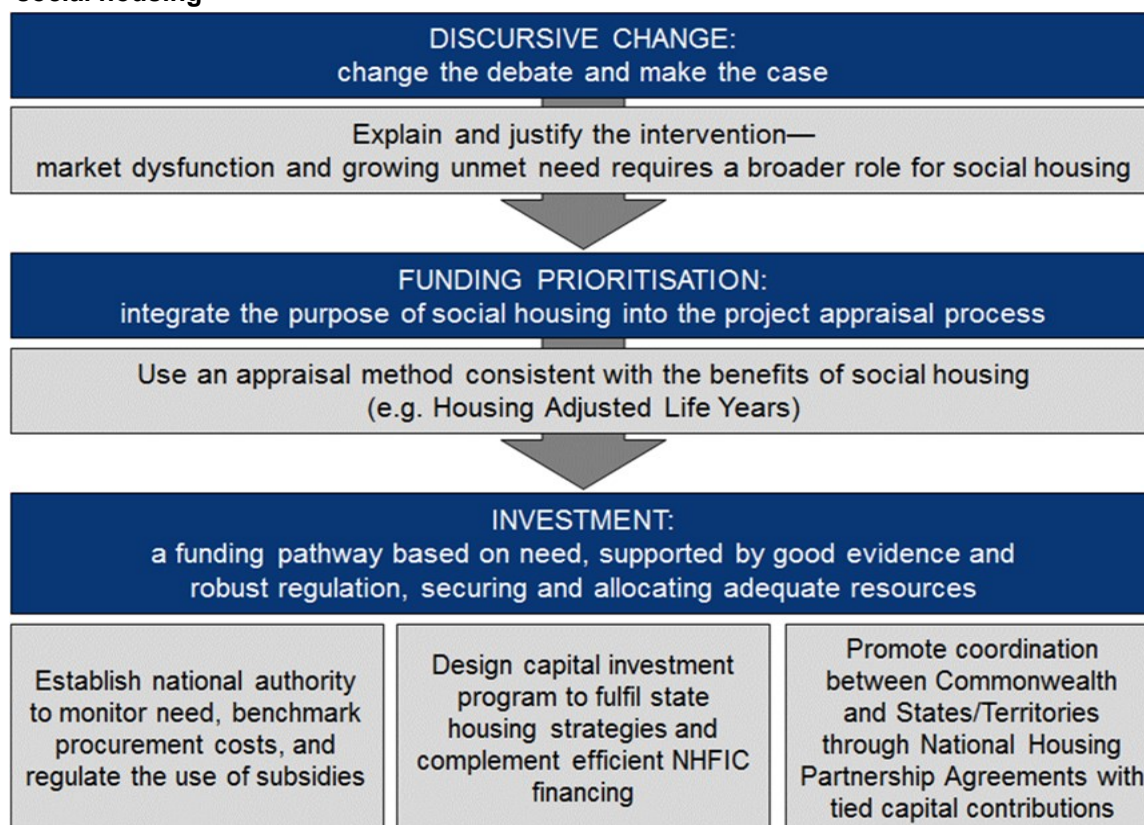 social housing
DISCURSIVE CHANGE:
change the debate and make the case
Explain and justify the intervention—
market dysfunction and growing unmet need requires a broader role for social housing
FUNDING PRIORITISATION:
integrate the purpose of social housing into the project appraisal process
Use an appraisal method consistent with the benefits of social housing
(e.g. Housing Adjusted Life Years)
INVESTMENT:
a funding pathway based on need, supported by good evidence and
robust regulation, securing and allocating adequate resources
Establish national authority
to monitor need, benchmark
procurement costs, and
regulate the use of subsidies
Design capital investment
program to fulfil state
housing strategies and
complement efficient NHFIC
financing
Promote coordination
between Commonwealth
and States/Territories
through National Housing
Partnership Agreements with
tied capital contributions